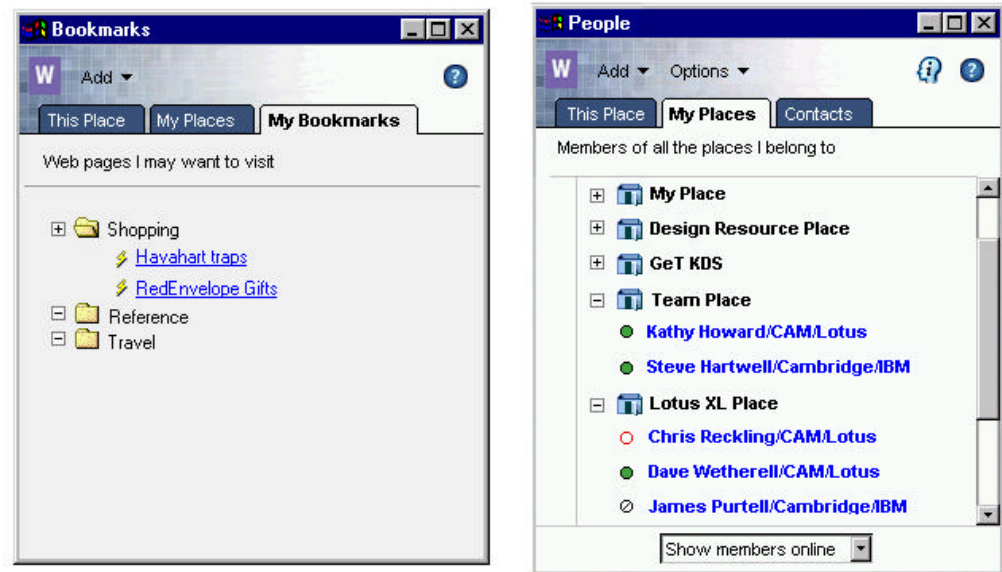 Bookmarks
W Add
This Place My Places My Bookmarks
Web pages I may want to visit
Shopping
Havahart traps
RedEnvelope Gifts
Reference
Travel
People
W Add Options
This Place My Places Contacts
Members of all the places I belong to
My Place
Design Resource Place
GeT KDS
Team Place
Kathy Howard/CAM/Lotus
Steve Hartwell/Cambridge/IBM
Lotus XL Place
Chris Reckling/CAM/Lotus
Dave Wetherell/CAM/Lotus
James Purtell/Cambridge/IBM
Show members online